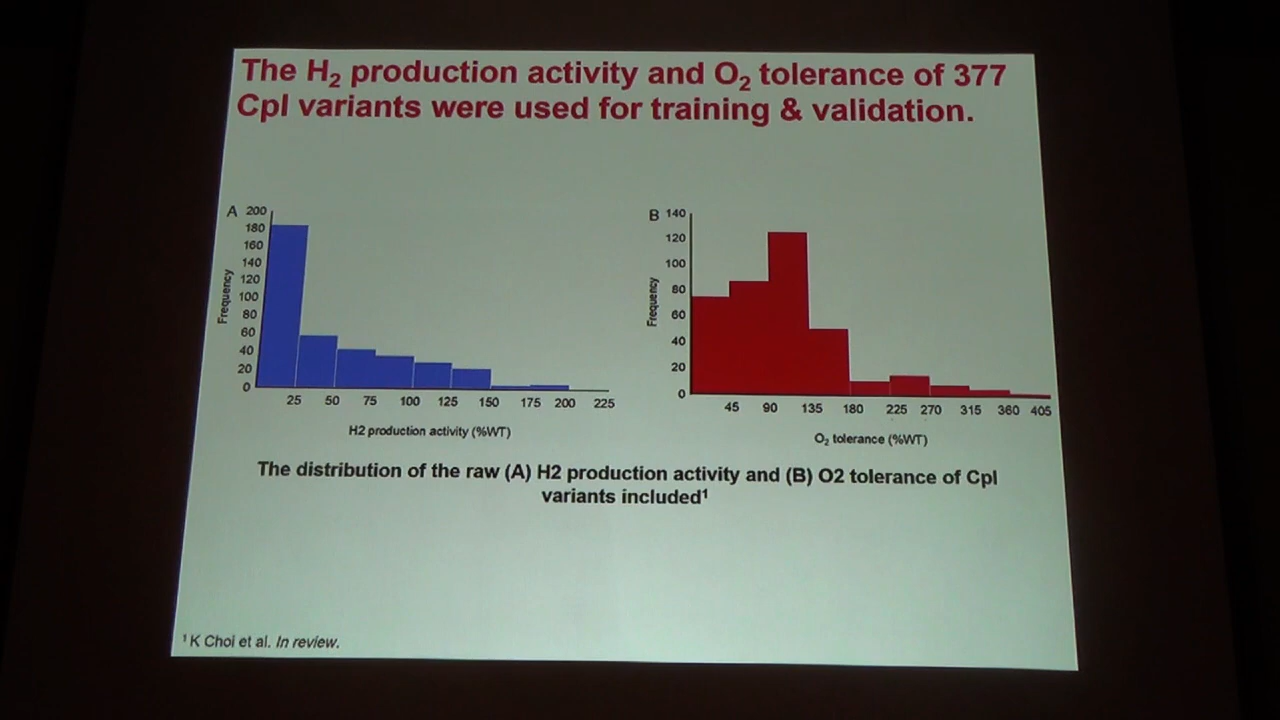 The H₂ production activity and O₂ tolerance of 377
CpI variants were used for training & validation.
A
200
180
160
140
120
100
80
60
40
20
0
Frequency
25 50 75 100 125 150 175 200 225
H2 production activity (%WT)
B
140
120
100
80
60
40
20
0
Frequency
45 90 135 180 225 270 315 360 405
O₂ tolerance (%WT)
The distribution of the raw (A) H2 production activity and (B) O2 tolerance of CpI
variants included¹
¹ K Choi et al. In review.